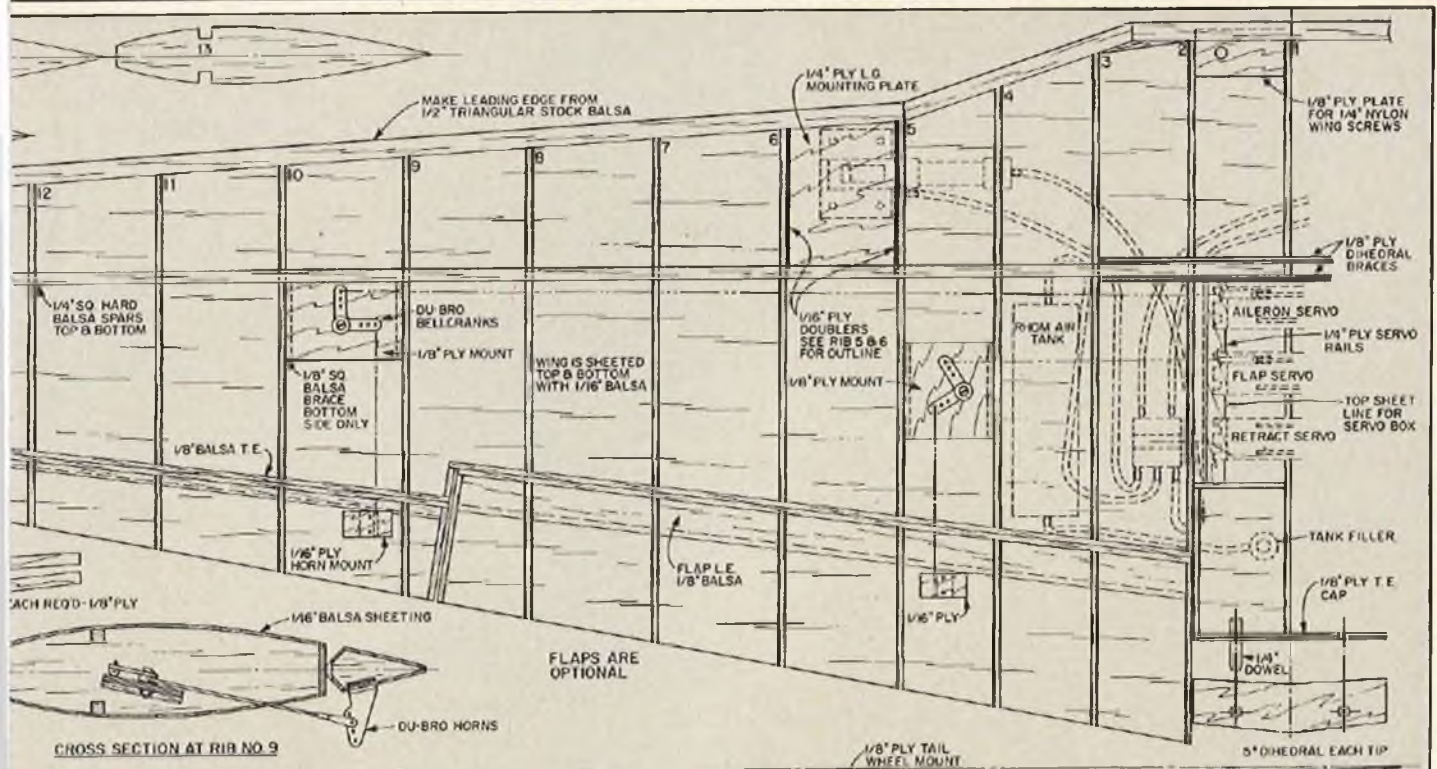 13
MAKE LEADING EDGE FROM
1/2" TRIANGULAR STOCK BALSA
1/4" PLY L.G.
MOUNTING PLATE
1/8" PLY PLATE
FOR 1/4" NYLON
WING SCREWS
12
11
10
9
8
7
6
5
4
3
2
1
1/4" SQ. HARD
BALSA SPARS
TOP & BOTTOM
DU-BRO
BELLCRANKS
1/8" PLY MOUNT
1/8" SQ
BALSA
BRACE
BOTTOM
SIDE ONLY
WING IS SHEETED
TOP & BOTTOM
WITH 1/16" BALSA
1/16" PLY
DOUBLERS
SEE RIB 5 & 6
FOR OUTLINE
1/8" PLY MOUNT
RHOM AIR
TANK
1/8" PLY
DIHEDRAL
BRACES
AILERON SERVO
1/4" PLY SERVO
RAILS
FLAP SERVO
TOP SHEET
LINE FOR
SERVO BOX
RETRACT SERVO
1/8" BALSA T.E.
1/16" PLY
HORN MOUNT
FLAP L.E.
1/8" BALSA
1/16" PLY
TANK FILLER
1/8" PLY T.E.
CAP
1/4"
DOWEL
EACH REQ'D-1/8" PLY
1/16" BALSA SHEETING
FLAPS ARE
OPTIONAL
DU-BRO HORNS
CROSS SECTION AT RIB NO. 9
1/8" PLY TAIL
WHEEL MOUNT
5° DIHEDRAL EACH TIP